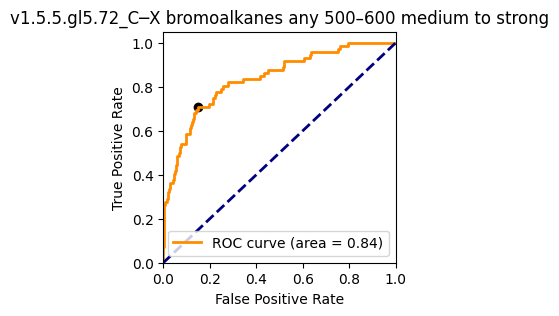 v1.5.5.gl5.72_C─X bromoalkanes any 500–600 medium to strong
1.0
0.8
0.6
0.4
0.2
0.0
True Positive Rate
ROC curve (area = 0.84)
0.0 0.2 0.4 0.6 0.8 1.0
False Positive Rate